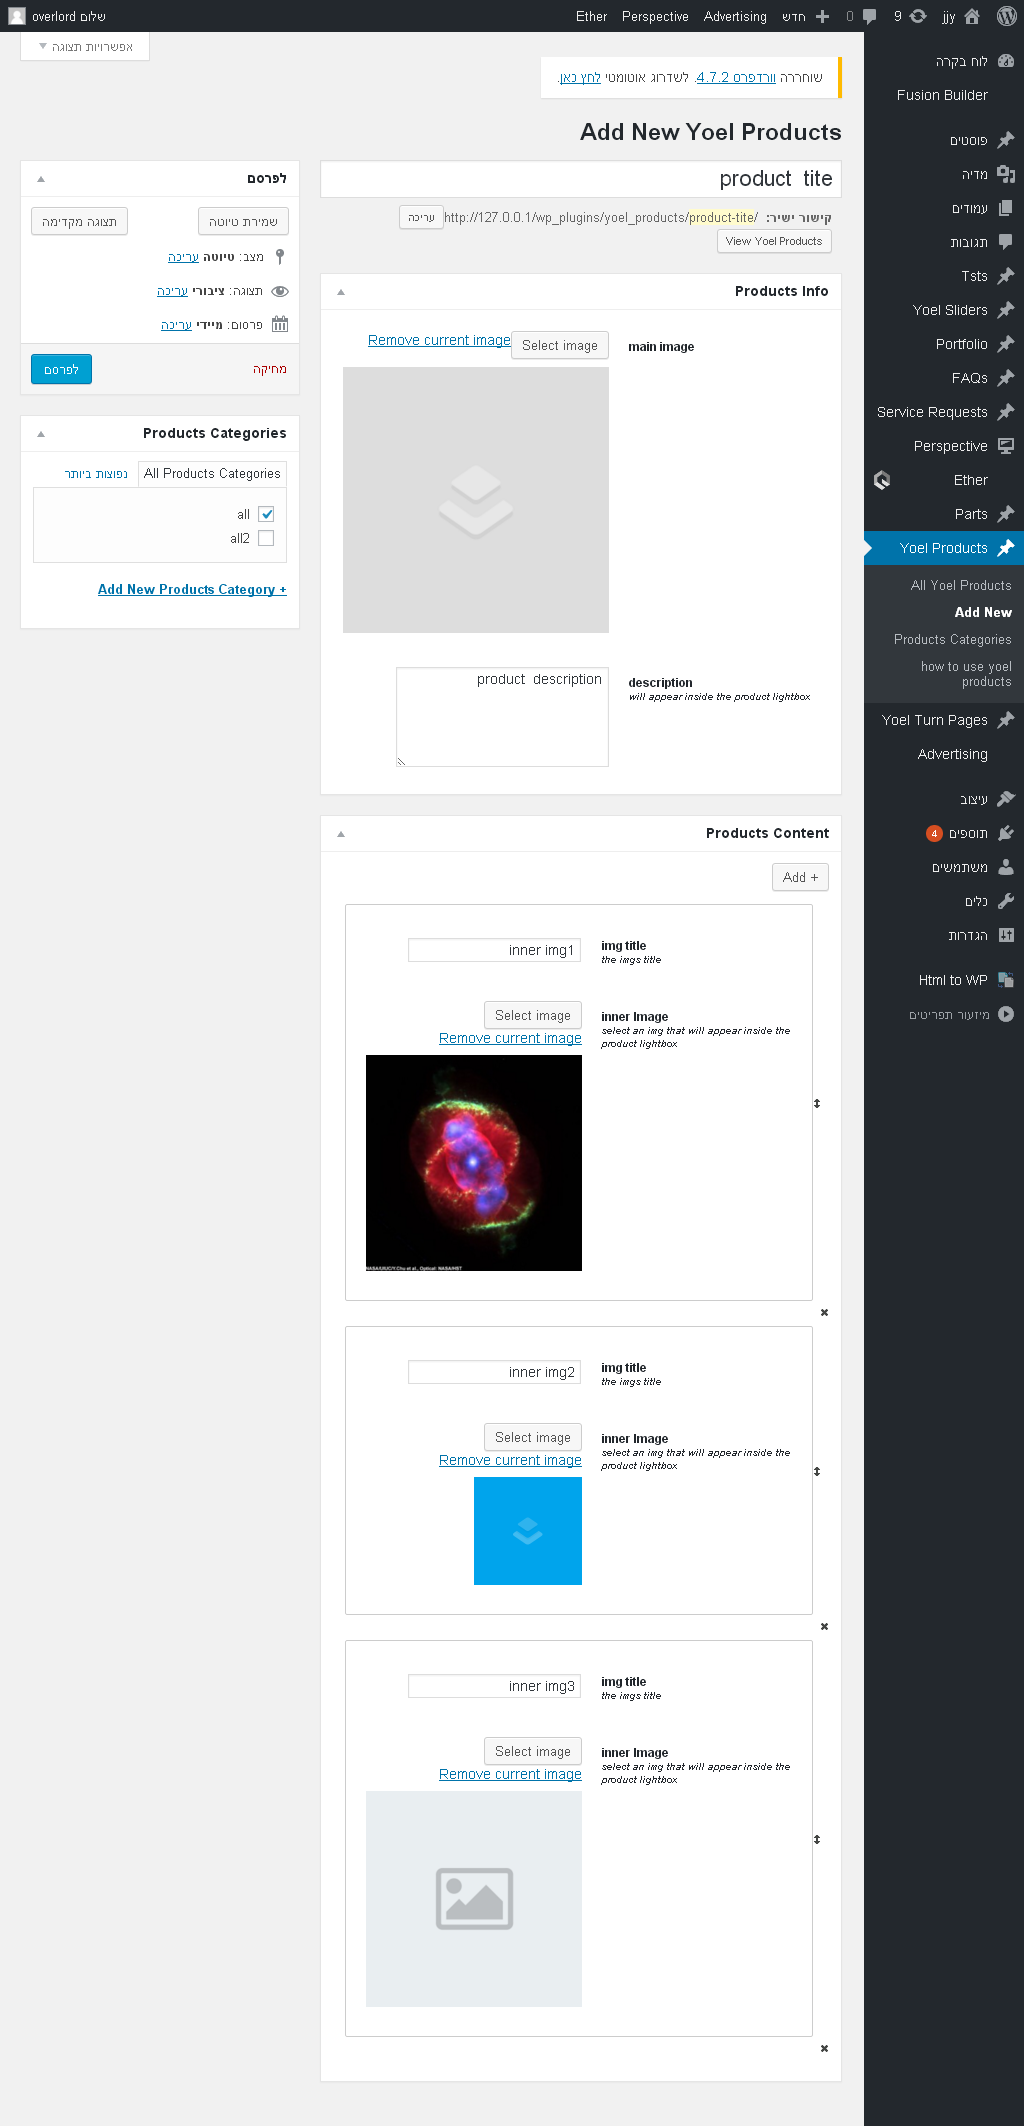 jjy 9 0 חדש Advertising Perspective Ether
שלום overlord
לוח בקרה
Fusion Builder
פוסטים
מדיה
עמודים
תגובות
Tsts
Yoel Sliders
Portfolio
FAQs
Service Requests
Perspective
Ether
Parts
Yoel Products
All Yoel Products
Add New
Products Categories
how to use yoel
products
Yoel Turn Pages
Advertising
עיצוב
תוספים 4
משתמשים
כלים
הגדרות
Html to WP
מיזעור תפריטים
אפשרויות תצוגה
שוחררה וורדפרס 4.7.2. לשדרוג אוטומטי לחץ כאן.
Add New Yoel Products
product tite
קישור ישיר: http://127.0.0.1/wp_plugins/yoel_products/product-tite/ עריכה
View Yoel Products
Products Info
main image
Select image
Remove current image
description
will appear inside the product lightbox
product description
Products Content
Add +
img title
the imgs title
inner img1
inner Image
select an img that will appear inside the
product lightbox
Select image
Remove current image
NASA/UIUC/Y.Chu et al., Optical: NASA/HST
img title
the imgs title
inner img2
inner Image
select an img that will appear inside the
product lightbox
Select image
Remove current image
img title
the imgs title
inner img3
inner Image
select an img that will appear inside the
product lightbox
Select image
Remove current image
לפרסם
שמירת טיוטה
תצוגה מקדימה
מצב: טיוטה עריכה
תצוגה: ציבורי עריכה
פרסום: מיידי עריכה
מחיקה
לפרסם
Products Categories
All Products Categories
נפוצות ביותר
all
all2
Add New Products Category +